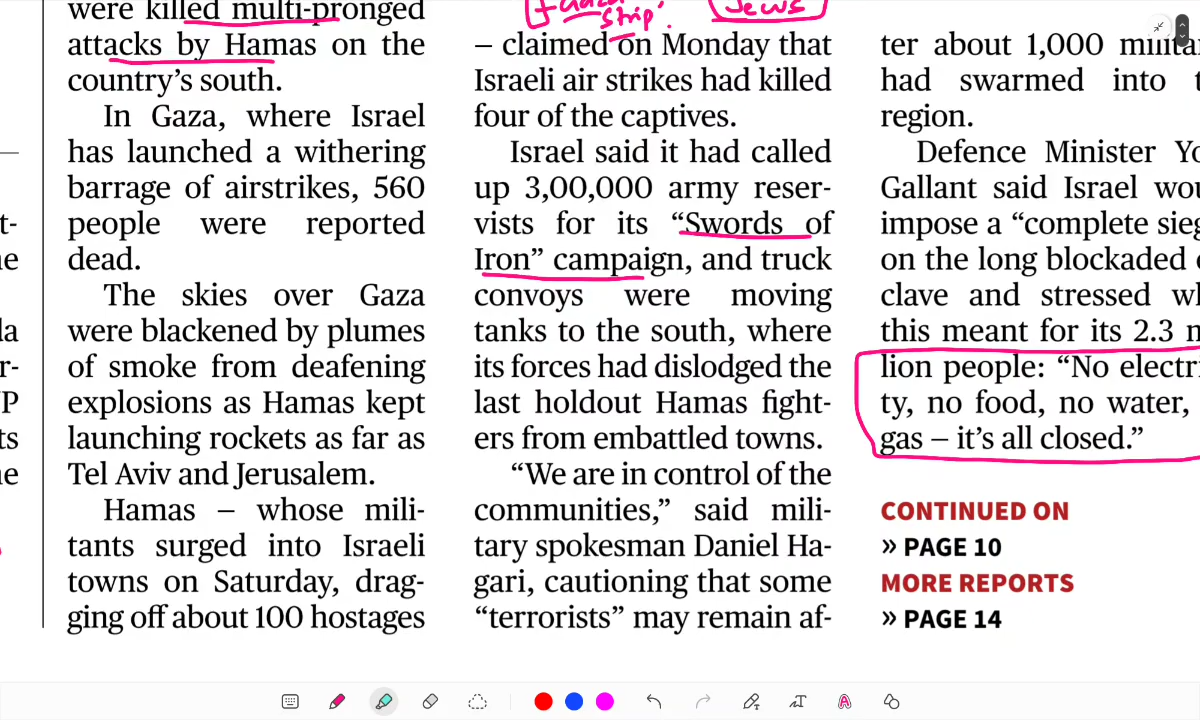 were killed multi-pronged
attacks by Hamas on the
country's south.
In Gaza, where Israel
has launched a withering
barrage of airstrikes, 560
people were reported
dead.
The skies over Gaza
were blackened by plumes
of smoke from deafening
explosions as Hamas kept
launching rockets as far as
Tel Aviv and Jerusalem.
Hamas – whose mili-
tants surged into Israeli
towns on Saturday, drag-
ging off about 100 hostages
strip.
Jews
– claimed on Monday that
Israeli air strikes had killed
four of the captives.
Israel said it had called
up 3,00,000 army reser-
vists for its “Swords of
Iron” campaign, and truck
convoys were moving
tanks to the south, where
its forces had dislodged the
last holdout Hamas fight-
ers from embattled towns.
“We are in control of the
communities,” said mili-
tary spokesman Daniel Ha-
gari, cautioning that some
“terrorists” may remain af-
ter about 1,000 milita
had swarmed into t
region.
Defence Minister Yo
Gallant said Israel wou
impose a “complete sieg
on the long blockaded
clave and stressed wh
this meant for its 2.3 m
lion people: “No electri
ty, no food, no water,
gas – it's all closed.”
CONTINUED ON
» PAGE 10
MORE REPORTS
» PAGE 14